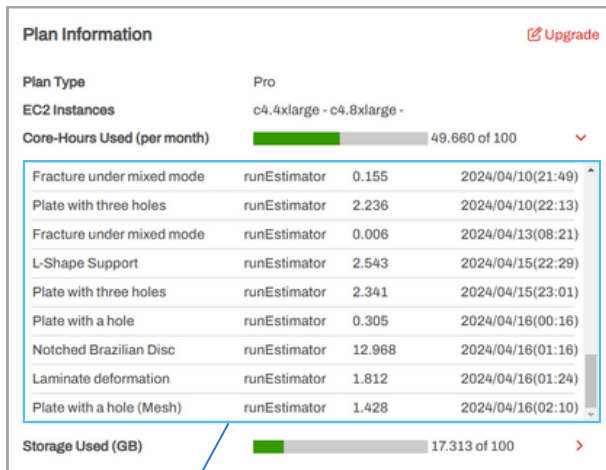 Plan Information Upgrade
Plan Type Pro
EC2 Instances c4.4xlarge - c4.8xlarge -
Core-Hours Used (per month) 49.660 of 100
Fracture under mixed mode runEstimator 0.155 2024/04/10(21:49)
Plate with three holes runEstimator 2.236 2024/04/10(22:13)
Fracture under mixed mode runEstimator 0.006 2024/04/13(08:21)
L-Shape Support runEstimator 2.543 2024/04/15(22:29)
Plate with three holes runEstimator 2.341 2024/04/15(23:01)
Plate with a hole runEstimator 0.305 2024/04/16(00:16)
Notched Brazilian Disc runEstimator 12.968 2024/04/16(01:16)
Laminate deformation runEstimator 1.812 2024/04/16(01:24)
Plate with a hole (Mesh) runEstimator 1.428 2024/04/16(02:10)
Storage Used (GB) 17.313 of 100